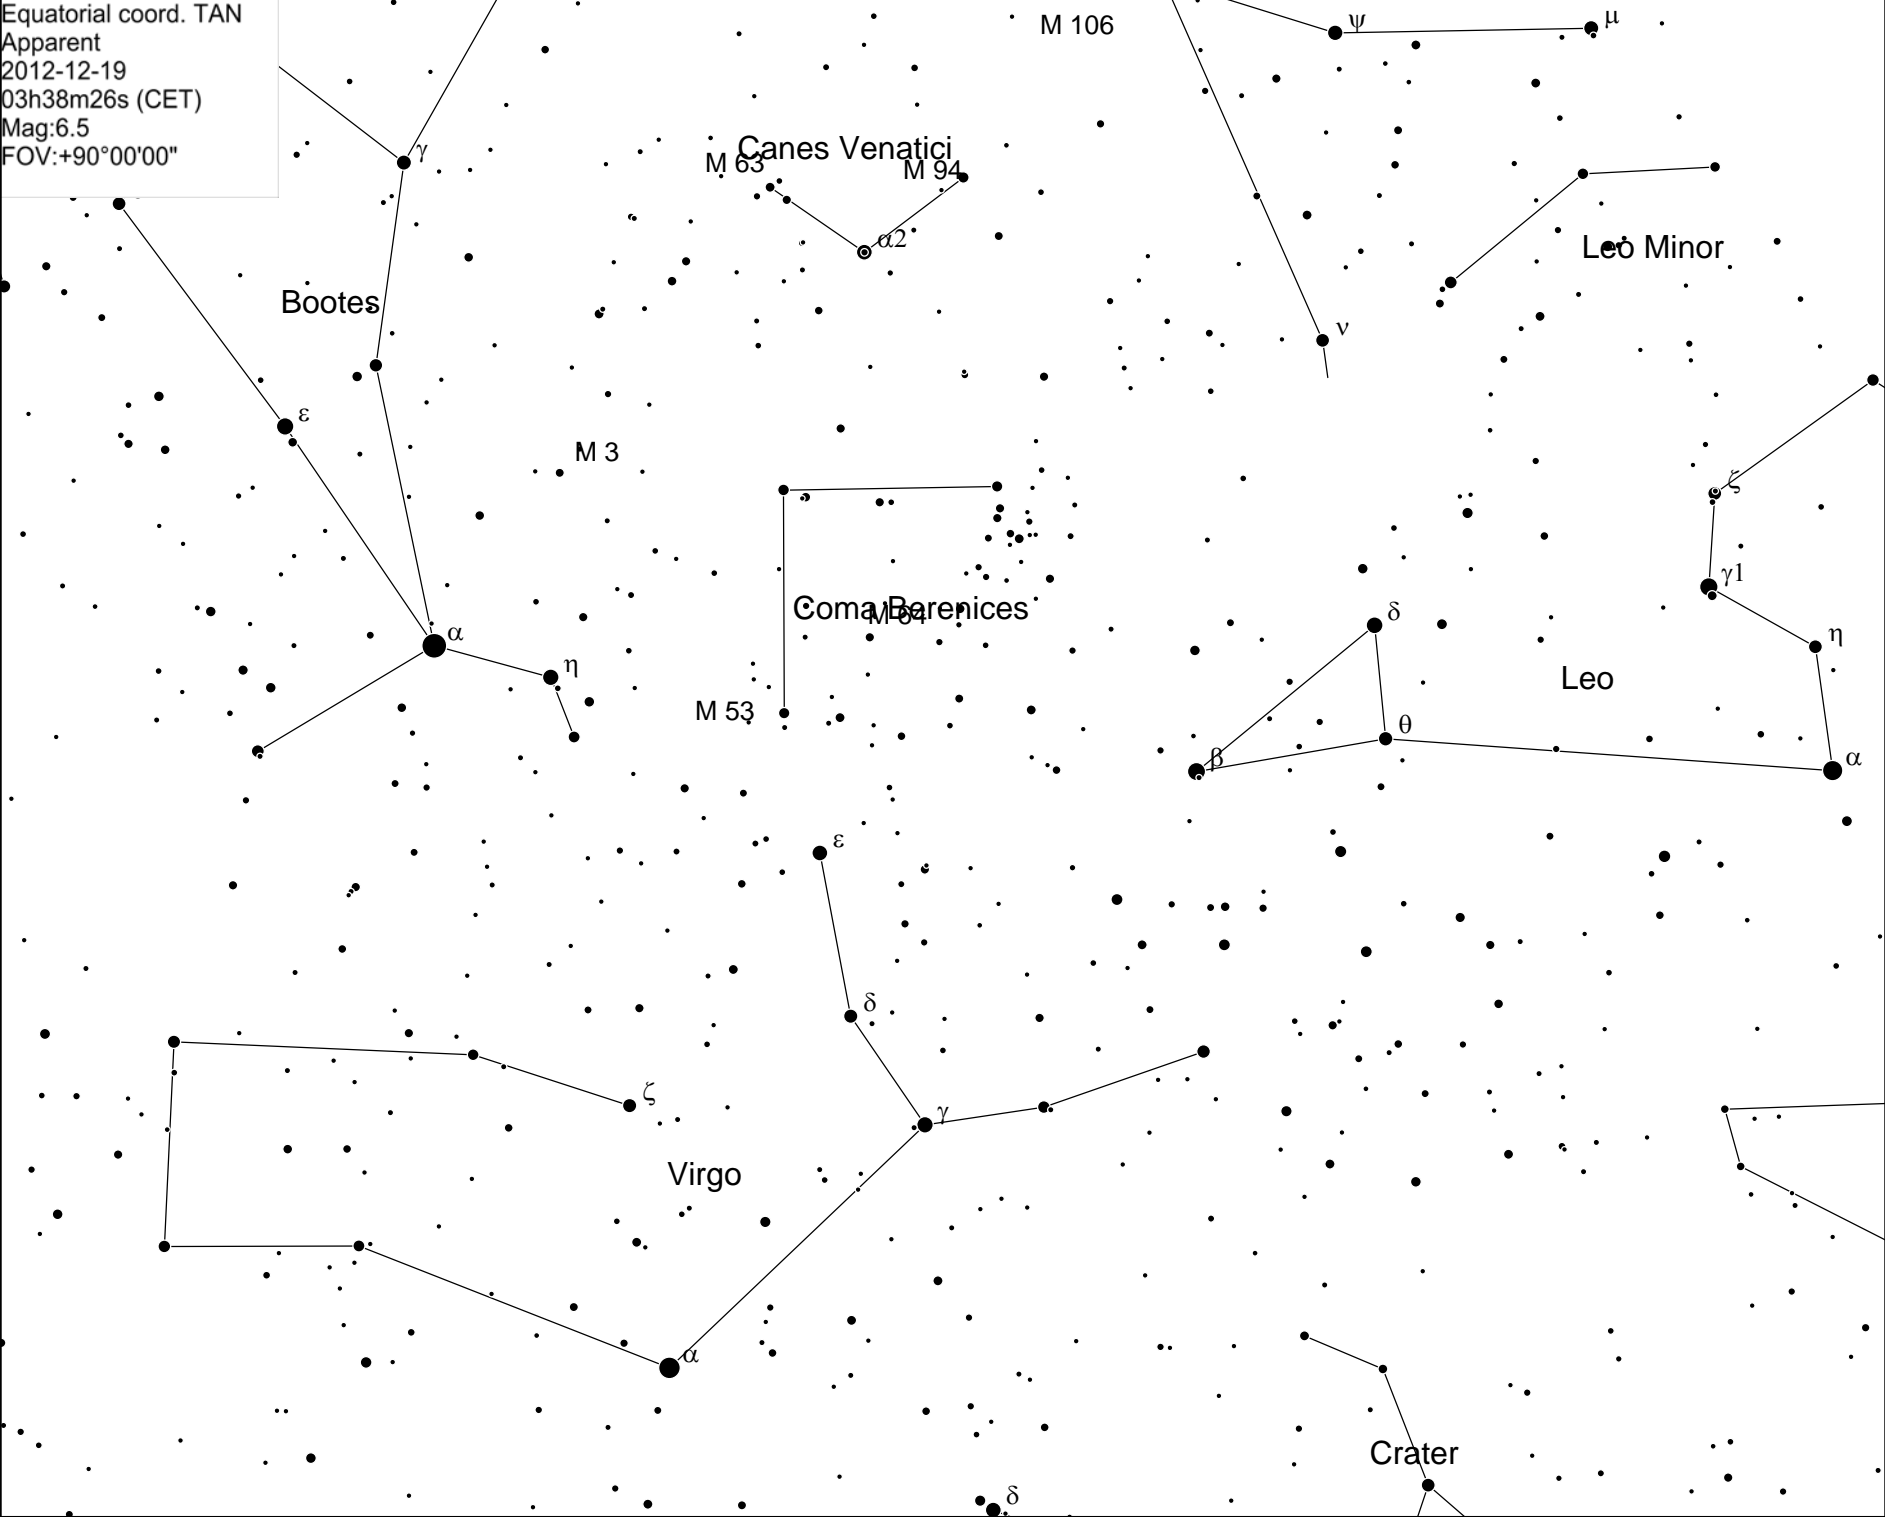 Equatorial coord. TAN
Apparent
2012-12-19
03h38m26s (CET)
Mag:6.5
FOV:+90°00'00"
M 106
ψ
μ
γ
Canes Venatici
M 63
M 94
α2
Leo Minor
Bootes
ν
ε
M 3
ζ
γ1
Coma Berenices
M 64
δ
α
η
η
Leo
M 53
θ
β
α
ε
δ
ζ
γ
Virgo
α
Crater
δ